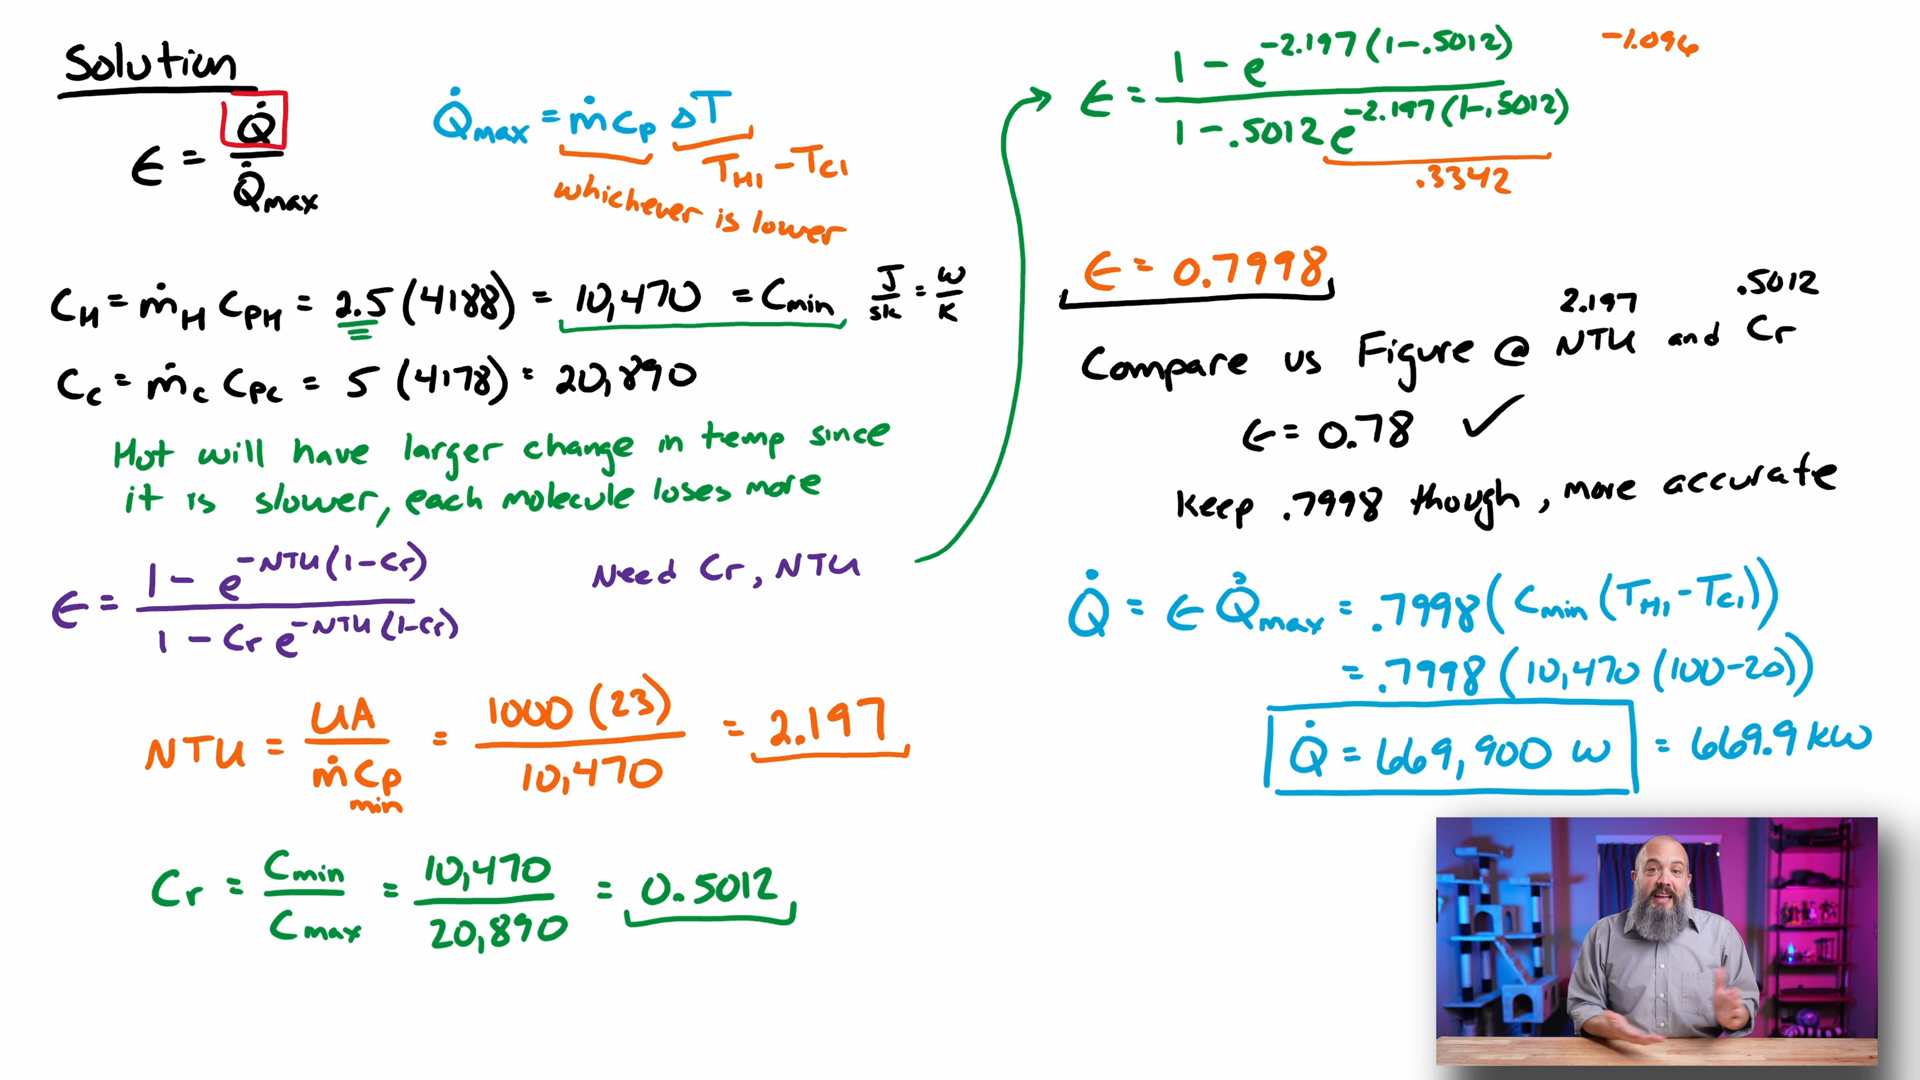 Solution
ϵ = Q̇ / Q̇max
Q̇max = ṁ cp ΔT
TH1 - TC1
whichever is lower
CH = ṁH CPH = 2.5 (4188) = 10,470 = Cmin J/sK = W/K
Cc = ṁc CPC = 5 (4178) = 20,890
Hot will have larger change in temp since
it is slower, each molecule loses more
ϵ = 1 - e^-NTU(1-Cr) / 1 - Cr e^-NTU(1-Cr)
Need Cr, NTU
NTU = UA / ṁ Cp min = 1000 (23) / 10,470 = 2.197
Cr = Cmin / Cmax = 10,470 / 20,890 = 0.5012
ϵ = 1 - e^-2.197(1-.5012) / 1 - .5012 e^-2.197(1-.5012)
-1.096
.3342
ϵ = 0.7998
2.197 .5012
Compare vs Figure @ NTU and Cr
ϵ = 0.78 ✓
Keep .7998 though, more accurate
Q̇ = ϵ Q̇max = .7998 (Cmin (TH1 - TC1))
= .7998 (10,470 (100-20))
Q̇ = 669,900 W = 669.9 kW